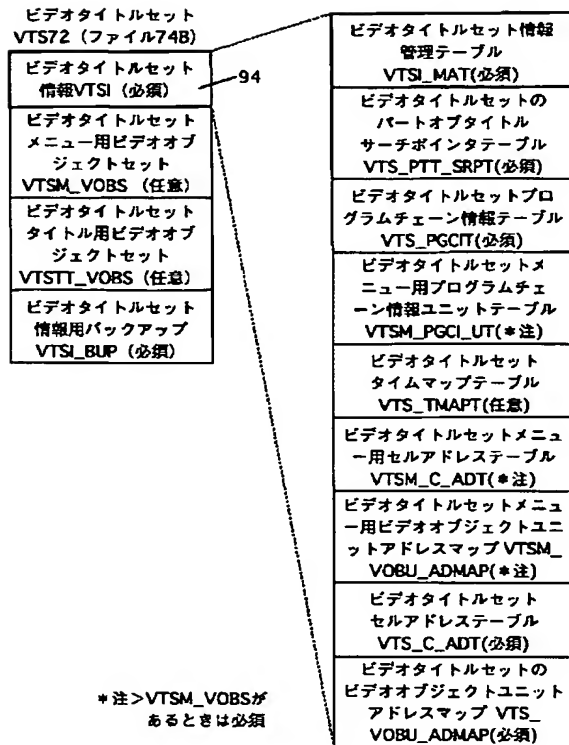 ビデオタイトルセット
VTS72（ファイル74B）
ビデオタイトルセット
情報VTSI（必須）
94
ビデオタイトルセット
メニュー用ビデオオブ
ジェクトセット
VTSM_VOBS（任意）
ビデオタイトルセット
タイトル用ビデオオブ
ジェクトセット
VTSTT_VOBS（任意）
ビデオタイトルセット
情報用バックアップ
VTSI_BUP（必須）
ビデオタイトルセット情報
管理テーブル
VTSI_MAT(必須)
ビデオタイトルセットの
パートオブタイトル
サーチポインタテーブル
VTS_PTT_SRPT(必須)
ビデオタイトルセットプロ
グラムチェーン情報テーブル
VTS_PGCIT(必須)
ビデオタイトルセットメ
ニュー用プログラムチェ
ーン情報ユニットテーブル
VTSM_PGCI_UT(＊注)
ビデオタイトルセット
タイムマップテーブル
VTS_TMAPT(任意)
ビデオタイトルセットメニュ
ー用セルアドレステーブル
VTSM_C_ADT(＊注)
ビデオタイトルセットメニュ
ー用ビデオオブジェクトユニ
ットアドレスマップ VTSM_
VOBU_ADMAP(＊注)
ビデオタイトルセット
セルアドレステーブル
VTS_C_ADT(必須)
ビデオタイトルセットの
ビデオオブジェクトユニット
アドレスマップ VTS_
VOBU_ADMAP(必須)
＊注＞VTSM_VOBSが
あるときは必須